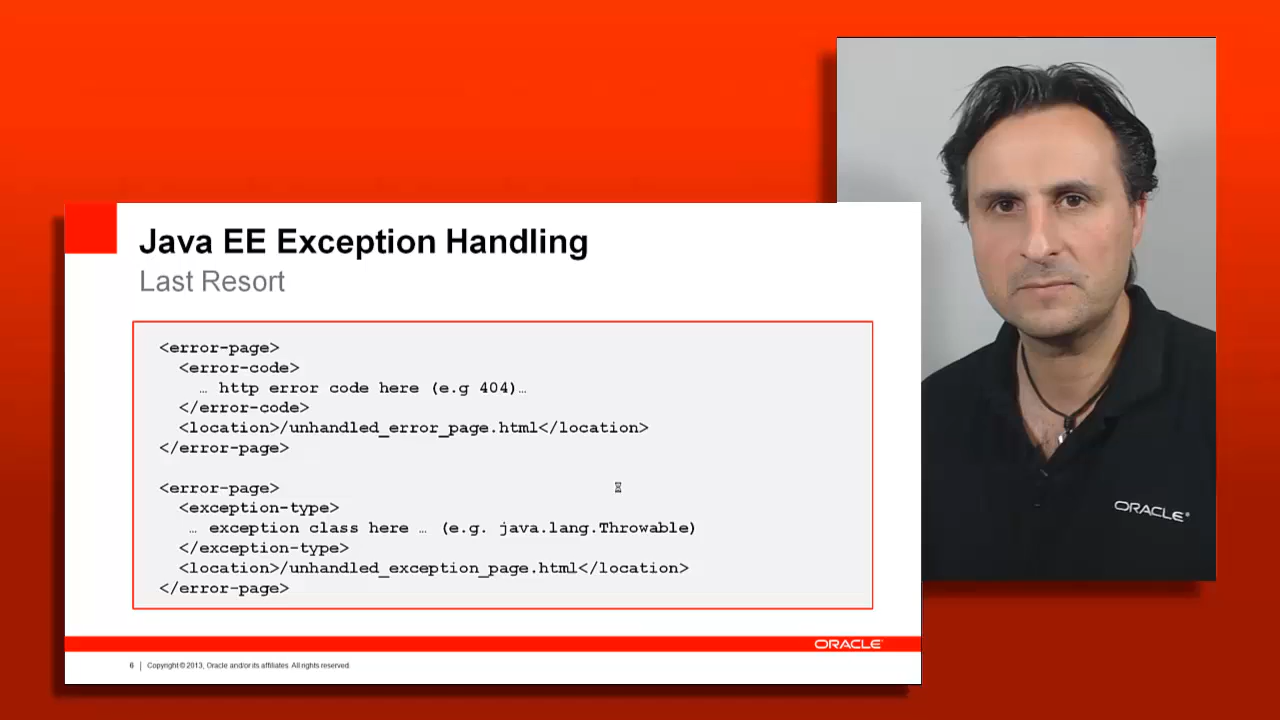 Java EE Exception Handling
Last Resort
<error-page>
<error-code>
… http error code here (e.g 404)…
</error-code>
<location>/unhandled_error_page.html</location>
</error-page>
<error-page>
<exception-type>
… exception class here … (e.g. java.lang.Throwable)
</exception-type>
<location>/unhandled_exception_page.html</location>
</error-page>
ORACLE
6 | Copyright © 2013, Oracle and/or its affiliates. All rights reserved.
ORACLE®